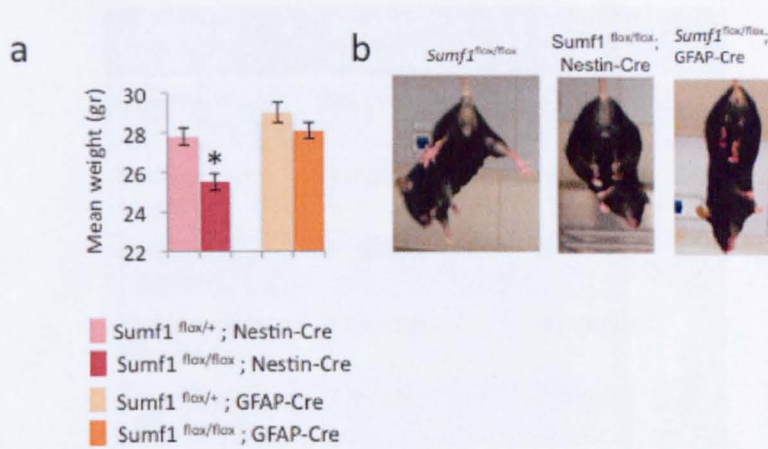 a
Mean weight (gr)
30
28
26
24
22
*
Sumf1 flox/+ ; Nestin-Cre
Sumf1 flox/flox ; Nestin-Cre
Sumf1 flox/+ ; GFAP-Cre
Sumf1 flox/flox ; GFAP-Cre
b
Sumf1flox/flox
Sumf1 flox/flox;
Nestin-Cre
Sumf1flox/flox;
GFAP-Cre